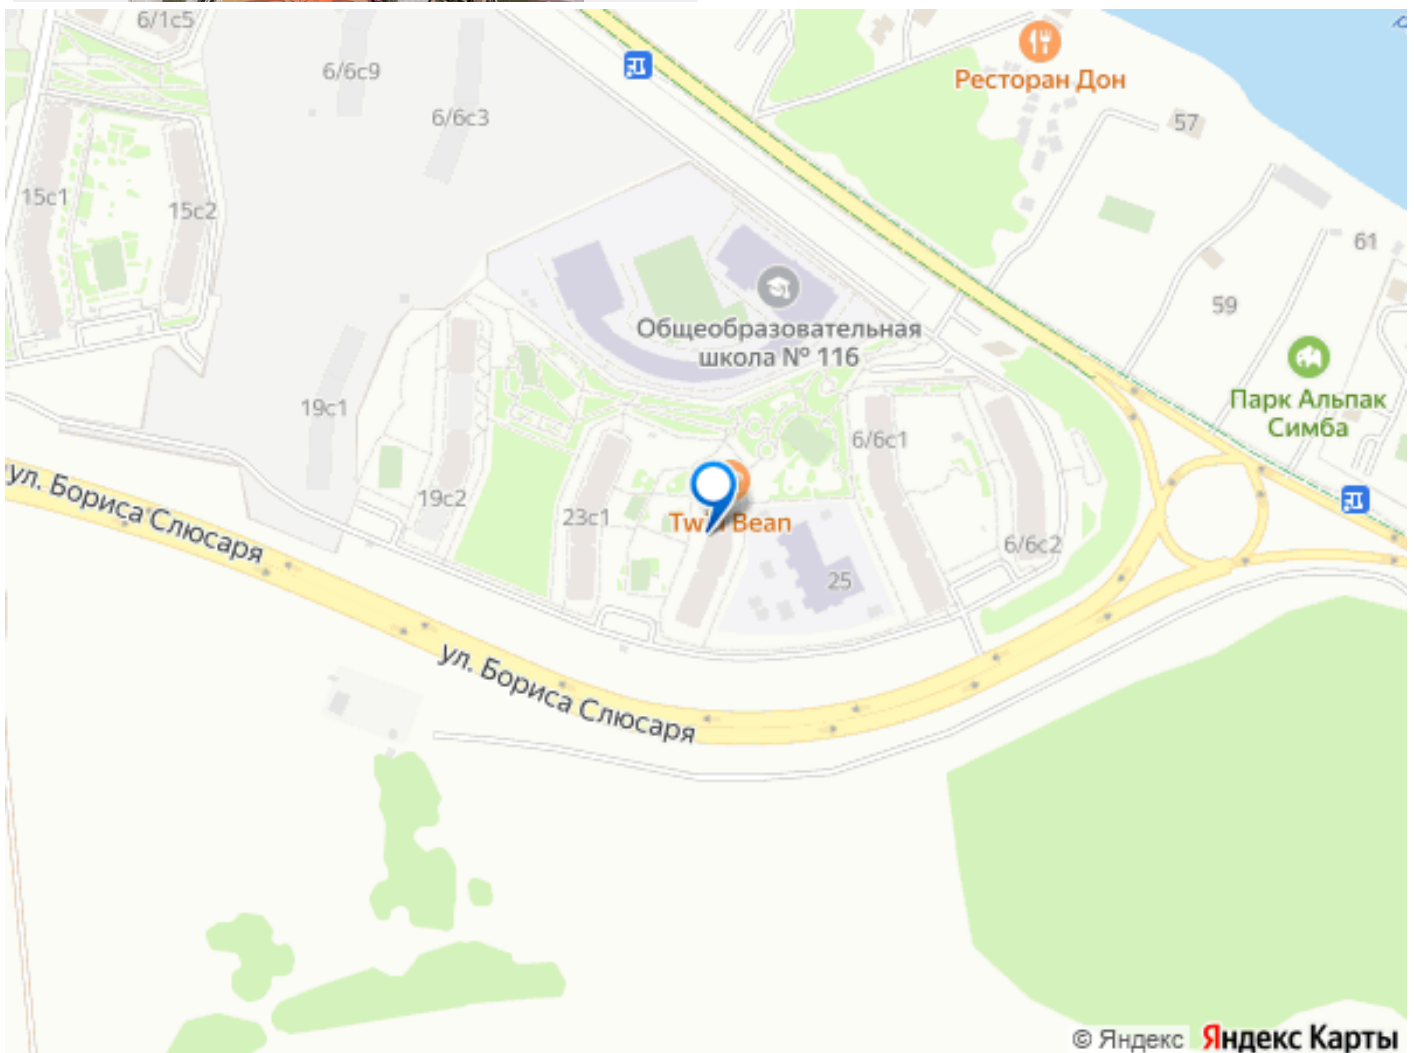 6/1с5
6/6с9
6/6с3
Ресторан Дон
57
15с1
15с2
61
59
Общеобразовательная
школа № 116
Парк Альпак
Симба
19с1
6/6с1
19с2
23с1
Bean
6/6с2
25
ул. Бориса Слюсаря
ул. Бориса Слюсаря
© Яндекс Яндекс Карты